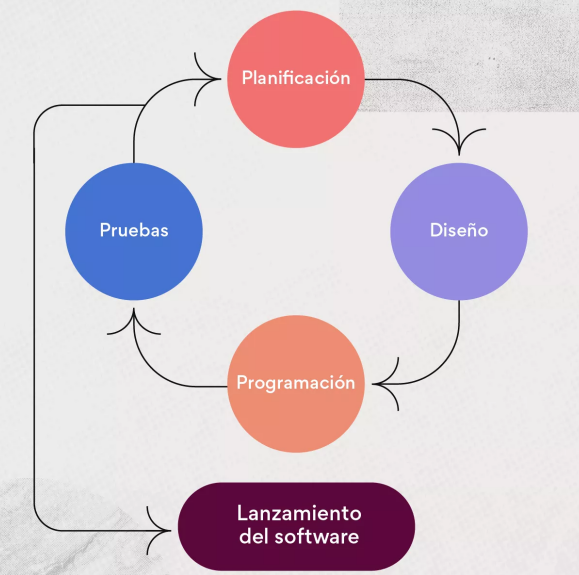 Planificación
Pruebas
Diseño
Programación
Lanzamiento
del software